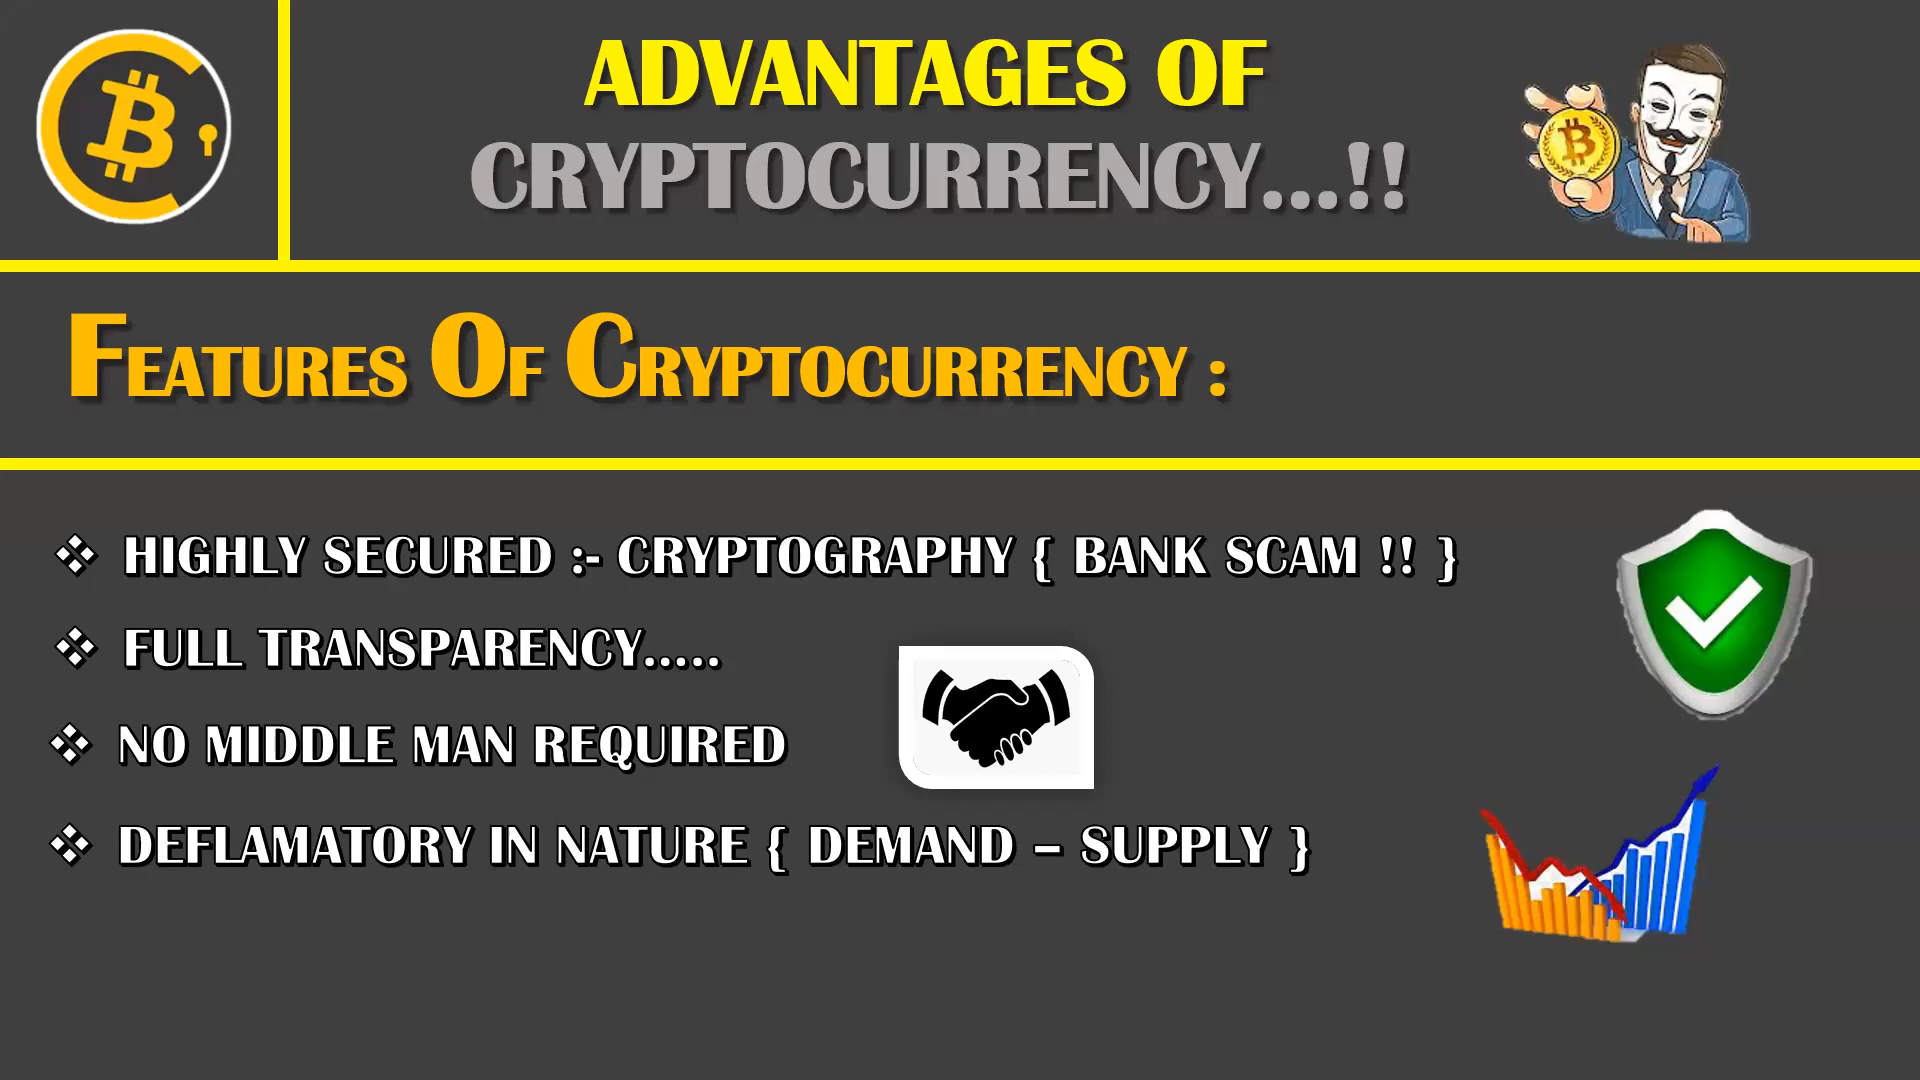 ADVANTAGES OF
CRYPTOCURRENCY...!!
FEATURES OF CRYPTOCURRENCY :
❖ HIGHLY SECURED :- CRYPTOGRAPHY { BANK SCAM !! }
❖ FULL TRANSPARENCY.....
❖ NO MIDDLE MAN REQUIRED
❖ DEFLAMATORY IN NATURE { DEMAND – SUPPLY }